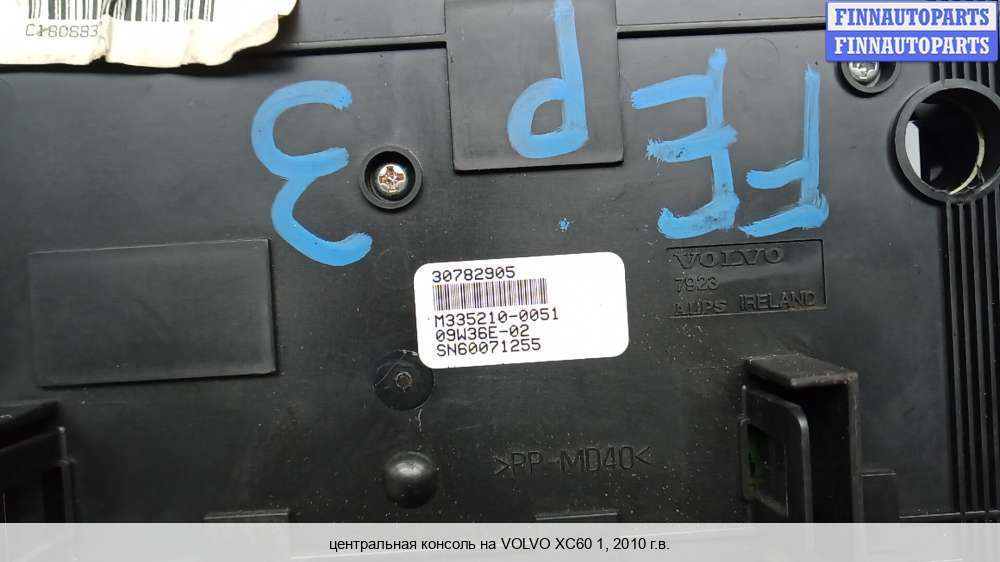 C180SB3
FINNAUTOPARTS
FINNAUTOPARTS
3 P FE
30782905
M335210-0051
09W36E-02
SN60071255
VOLVO
7923
ALPS IRELAND
>PP-MD40<
центральная консоль на VOLVO XC60 1, 2010 г.в.